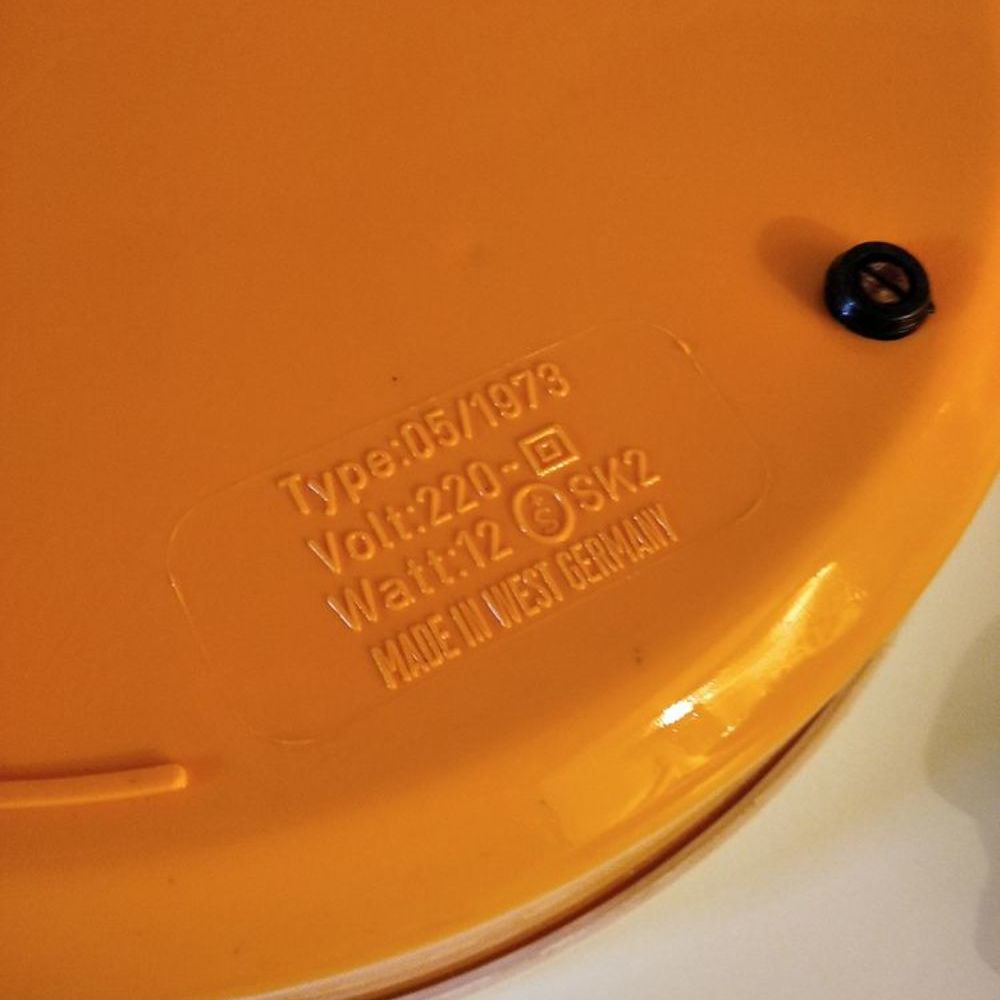 Type:05/1973
Volt:220~
Watt:12 S SK2
MADE IN WEST GERMANY